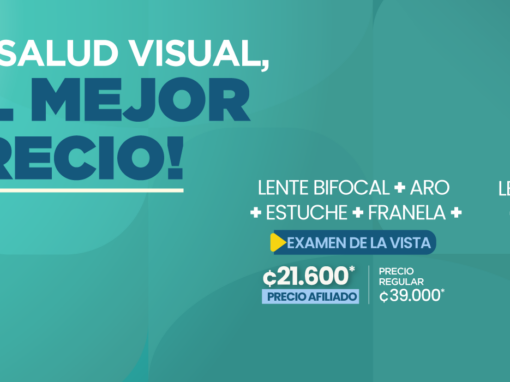 SALUD VISUAL,
L MEJOR
RECIO!
LENTE BIFOCAL + ARO
+ ESTUCHE + FRANELA +
EXAMEN DE LA VISTA
₡21.600*
PRECIO AFILIADO
PRECIO
REGULAR
₡39.000*
LE